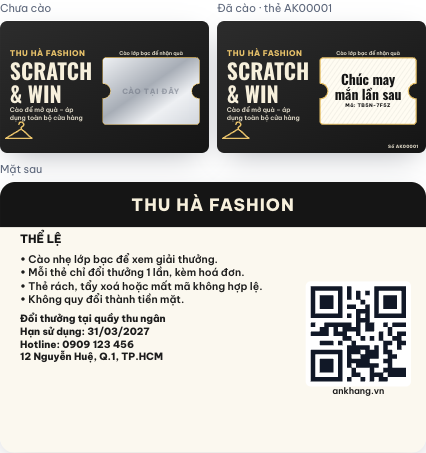 Chưa cào
Đã cào · thẻ AK00001
THU HÀ FASHION
SCRATCH
& WIN
Cào để mở quà – áp
dụng toàn bộ cửa hàng
Cào lớp bạc để nhận quà
CÀO TẠI ĐÂY
THU HÀ FASHION
SCRATCH
& WIN
Cào để mở quà – áp
dụng toàn bộ cửa hàng
Cào lớp bạc để nhận quà
Chúc may
mắn lần sau
Mã: TB5N-7F5Z
Số AK00001
Mặt sau
THU HÀ FASHION
THỂ LỆ
• Cào nhẹ lớp bạc để xem giải thưởng.
• Mỗi thẻ chỉ đổi thưởng 1 lần, kèm hoá đơn.
• Thẻ rách, tẩy xoá hoặc mất mã không hợp lệ.
• Không quy đổi thành tiền mặt.
Đổi thưởng tại quầy thu ngân
Hạn sử dụng: 31/03/2027
Hotline: 0909 123 456
12 Nguyễn Huệ, Q.1, TP.HCM
ankhang.vn